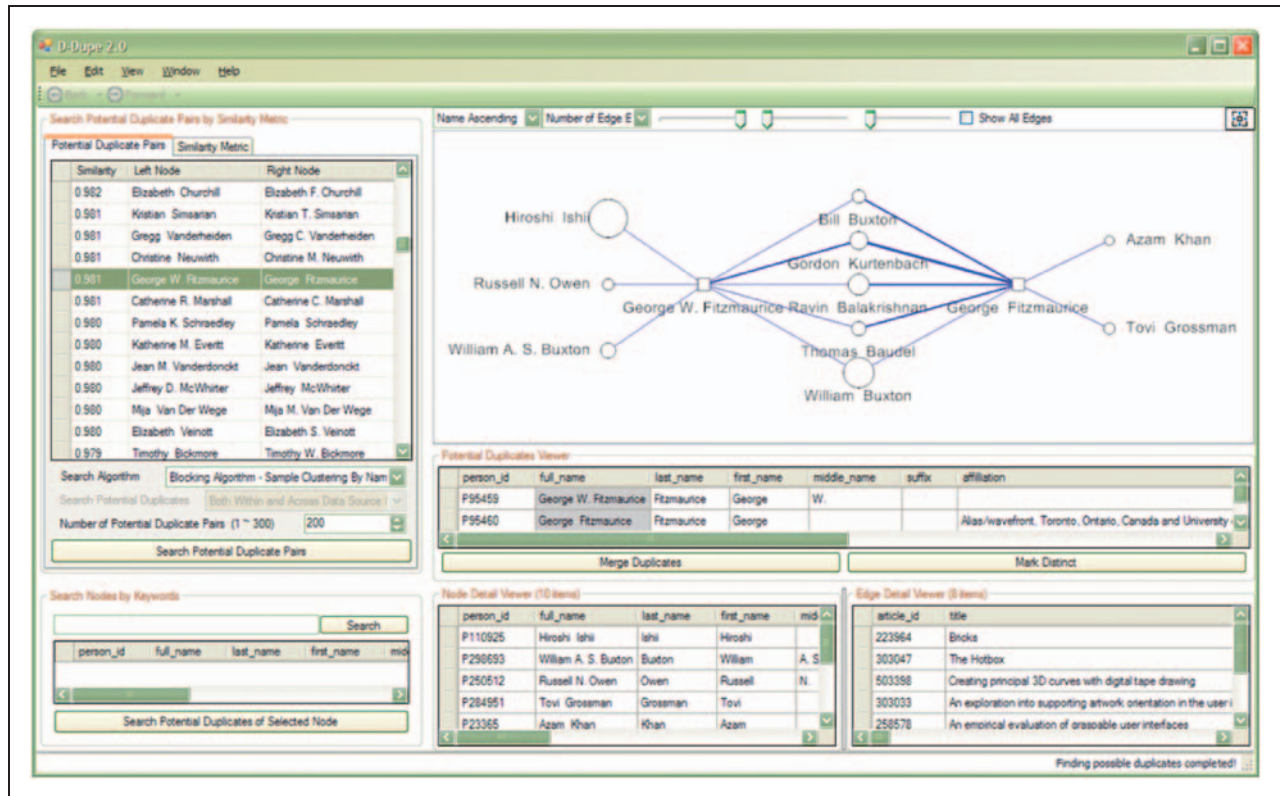 D-Dupe 2.0
File Edit View Window Help
Back Forward
Search Potential Duplicate Pairs by Similarity Metric
Potential Duplicate Pairs Similarity Metric
Similarity Left Node Right Node
0.982 Elizabeth Churchill Elizabeth F. Churchill
0.981 Kristian Simsarian Kristian T. Simsarian
0.981 Gregg Vanderheiden Gregg C. Vanderheiden
0.981 Christine Neuwirth Christine M. Neuwirth
0.981 George W. Fitzmaurice George Fitzmaurice
0.981 Catherine R. Marshall Catherine C. Marshall
0.980 Pamela K. Schraedley Pamela Schraedley
0.980 Katherine M. Everitt Katherine Everitt
0.980 Jean M. Vanderdonckt Jean Vanderdonckt
0.980 Jeffrey D. McWhirter Jeffrey McWhirter
0.980 Mija Van Der Wege Mija M. Van Der Wege
0.980 Elizabeth Veinott Elizabeth S. Veinott
0.979 Timothy Bickmore Timothy W. Bickmore
Search Algorithm Blocking Algorithm - Sample Clustering By Nam
Search Potential Duplicates Both Within and Across Data Source
Number of Potential Duplicate Pairs (1 ~ 300) 200
Search Potential Duplicate Pairs
Search Nodes by Keywords
Search
person_id full_name last_name first_name mid
Search Potential Duplicates of Selected Node
Name Ascending Number of Edge E Show All Edges
Hiroshi Ishii
Russell N. Owen
William A. S. Buxton
George W. Fitzmaurice
Bill Buxton
Gordon Kurtenbach
Ravin Balakrishnan
Thomas Baudel
William Buxton
George Fitzmaurice
Azam Khan
Tovi Grossman
Potential Duplicates Viewer
person_id full_name last_name first_name middle_name suffix affiliation
P95459 George W. Fitzmaurice Fitzmaurice George W.
P95460 George Fitzmaurice Fitzmaurice George Alias/wavefront, Toronto, Ontario, Canada and University
Merge Duplicates Mark Distinct
Node Detail Viewer (10 items)
person_id full_name last_name first_name mid
P110925 Hiroshi Ishii Ishii Hiroshi
P298693 William A. S. Buxton Buxton William A. S
P250512 Russell N. Owen Owen Russell N.
P284951 Tovi Grossman Grossman Tovi
P23365 Azam Khan Khan Azam
Edge Detail Viewer (8 items)
article_id title
223964 Bricks
303047 The Hotbox
503398 Creating principal 3D curves with digital tape drawing
303033 An exploration into supporting artwork orientation in the user i
258578 An empirical evaluation of graspable user interfaces
Finding possible duplicates completed!